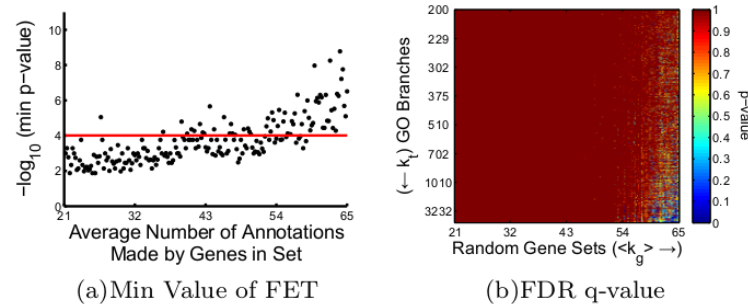 −log10 (min p−value)
10
8
6
4
2
0
21 32 43 54 65
Average Number of Annotations
Made by Genes in Set
(a)Min Value of FET
(← kt) GO Branches
200
229
302
375
510
702
1010
3232
21 32 43 54 65
Random Gene Sets (<kg> →)
1
0.9
0.8
0.7
0.6
0.5
0.4
0.3
0.2
0.1
0
p−value
(b)FDR q-value